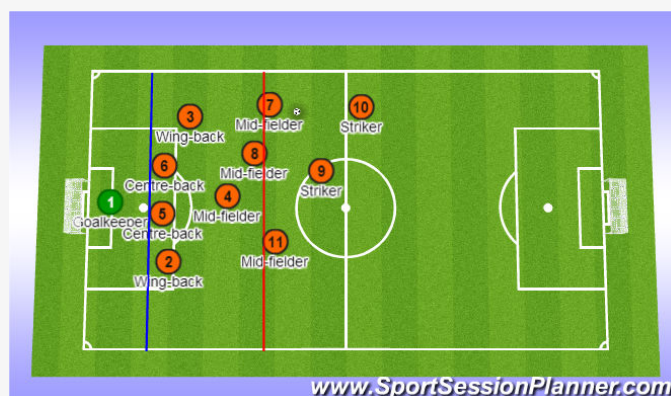 7
Mid-fielder
10
Striker
3
Wing-back
8
Mid-fielder
6
Centre-back
9
Striker
4
Mid-fielder
1
Goalkeeper
5
Centre-back
11
Mid-fielder
2
Wing-back
www.SportSessionPlanner.com